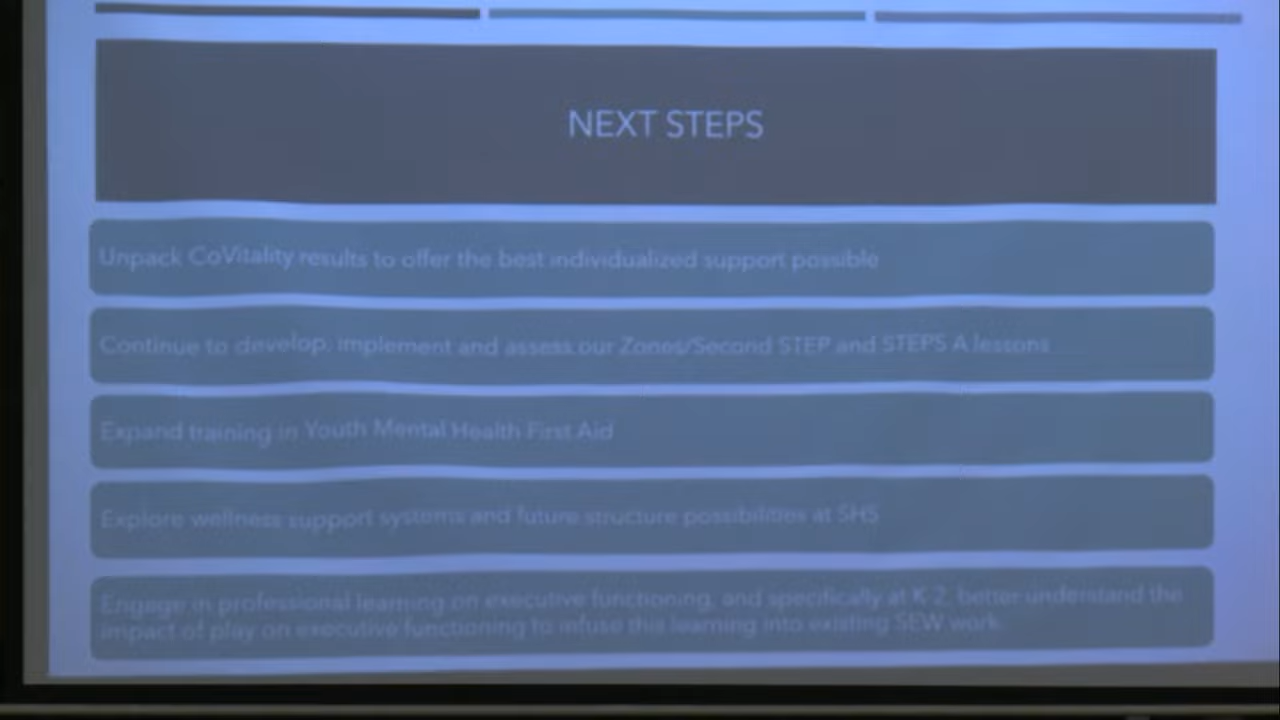 NEXT STEPS
Unpack CoVitality results to offer the best individualized support possible
Continue to develop, implement and assess our Zones/Second STEP and STEPS A lessons
Expand training in Youth Mental Health First Aid
Explore wellness support systems and future structure possibilities at SHS
Engage in professional learning on executive functioning, and specifically at K-2, better understand the
impact of play on executive functioning to infuse this learning into existing SEW work.